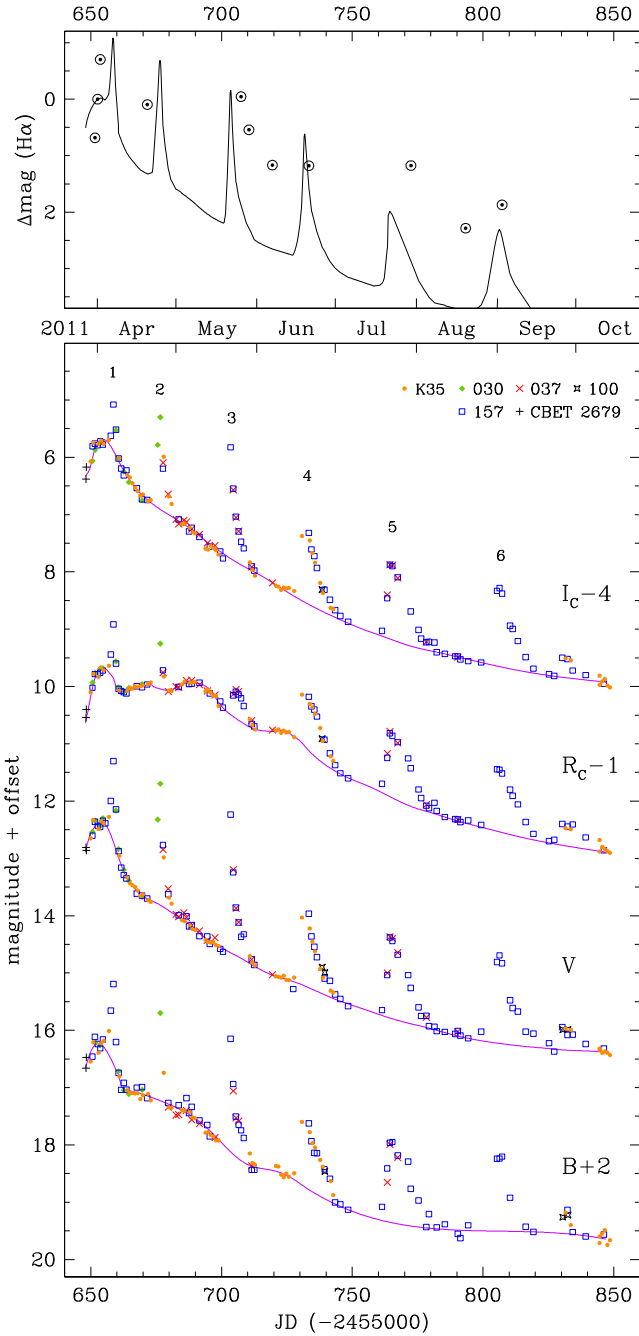 650 700 750 800 850
0
2
Δmag (Hα)
2011 Apr May Jun Jul Aug Sep Oct
1
2
3
4
5
6
K35 030 037 100
157 CBET 2679
6
8
10
12
14
16
18
20
I_C−4
R_C−1
V
B+2
magnitude + offset
650 700 750 800 850
JD (−2455000)